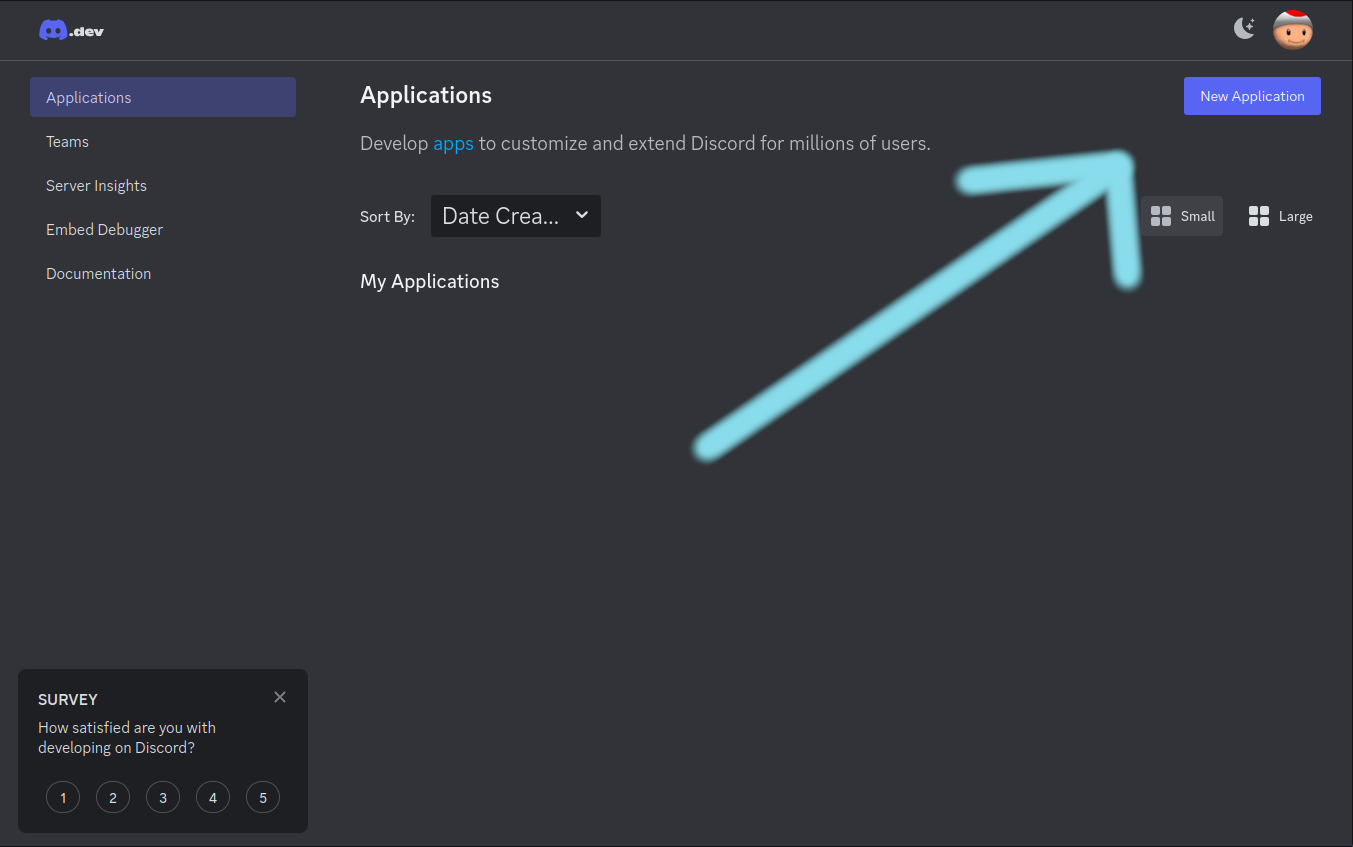 .dev
Applications
Teams
Server Insights
Embed Debugger
Documentation
Applications
New Application
Develop apps to customize and extend Discord for millions of users.
Sort By:
Date Crea...
Small
Large
My Applications
SURVEY
How satisfied are you with
developing on Discord?
1 2 3 4 5